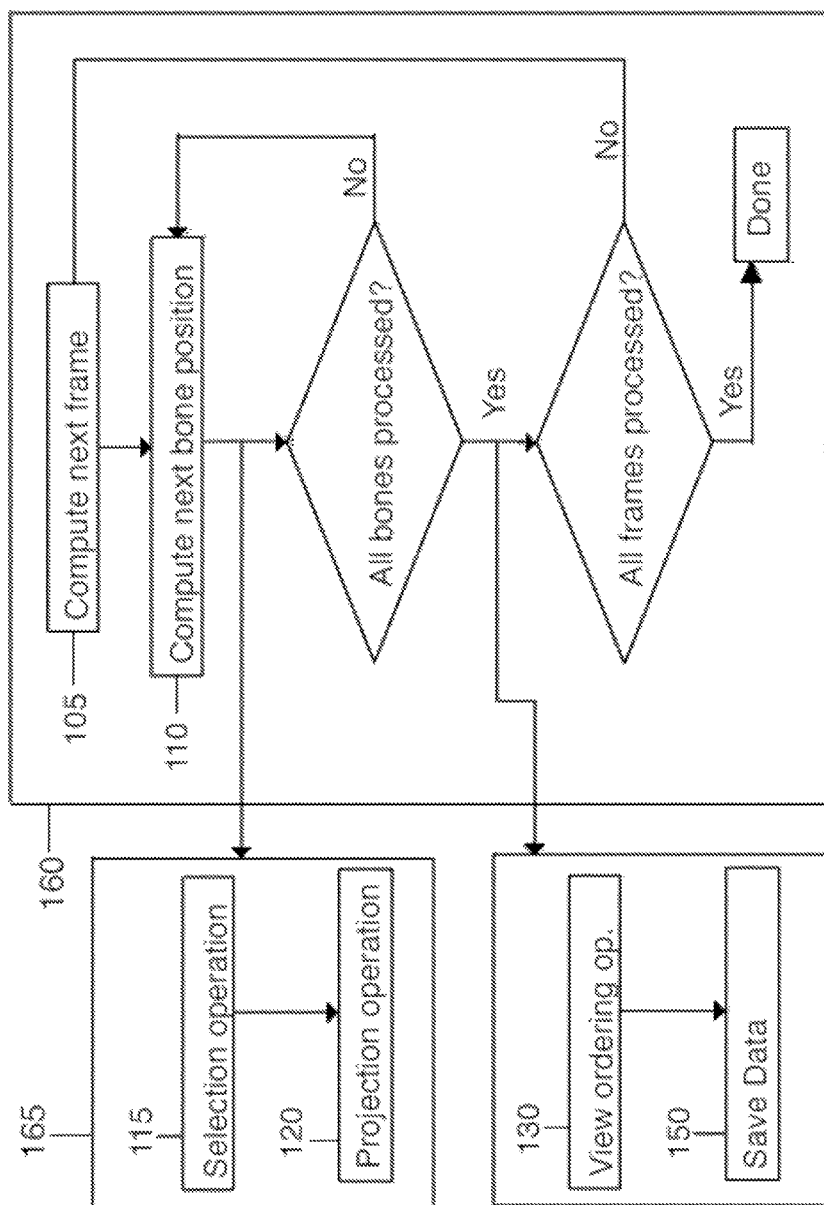 160
105
Compute next frame
110
Compute next bone position
All bones processed?
No
Yes
All frames processed?
No
Yes
Done
165
115
Selection operation
120
Projection operation
130
View ordering op.
150
Save Data